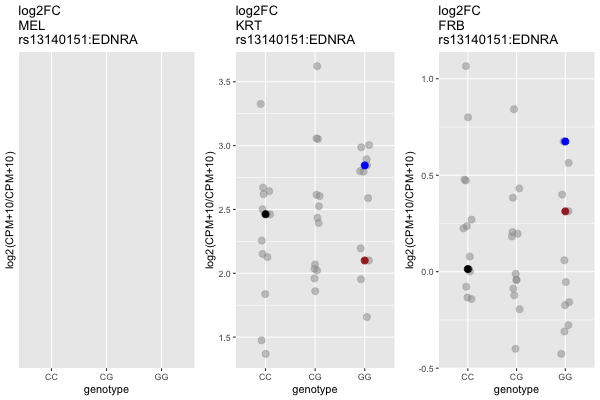 log2FC
MEL
rs13140151:EDNRA
log2(CPM+10/CPM+10)
CC
CG
GG
genotype
log2FC
KRT
rs13140151:EDNRA
log2(CPM+10/CPM+10)
3.5
3.0
2.5
2.0
1.5
CC
CG
GG
genotype
log2FC
FRB
rs13140151:EDNRA
log2(CPM+10/CPM+10)
1.0
0.5
0.0
-0.5
CC
CG
GG
genotype